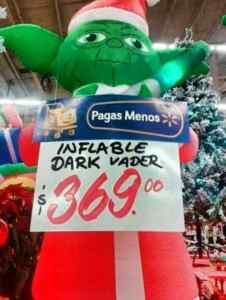 Pagas Menos
INFLABLE
DARK VADER
$369.00